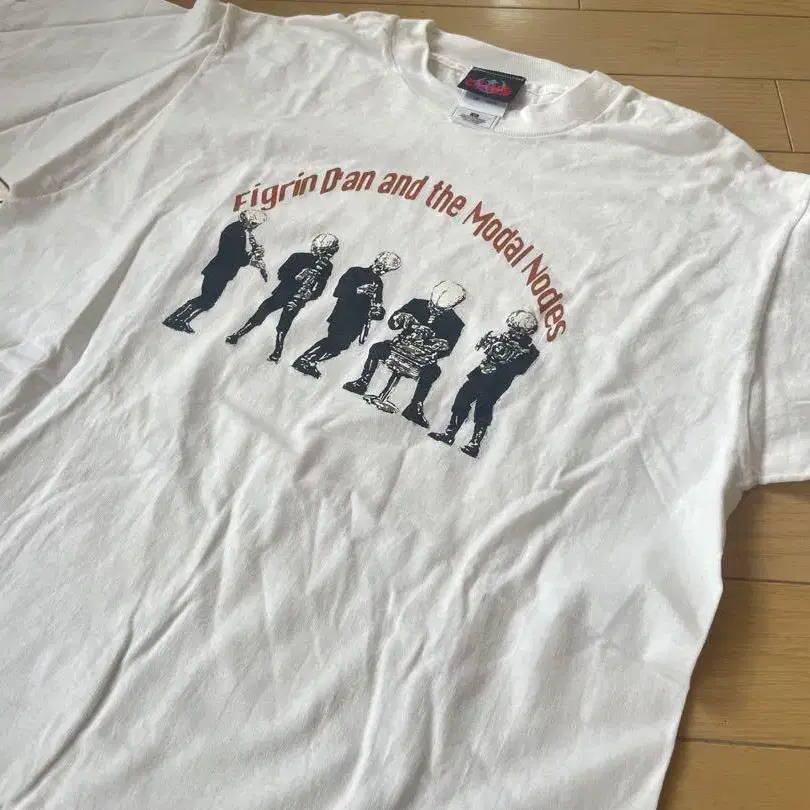 Figrin D'an and the Modal Nodes